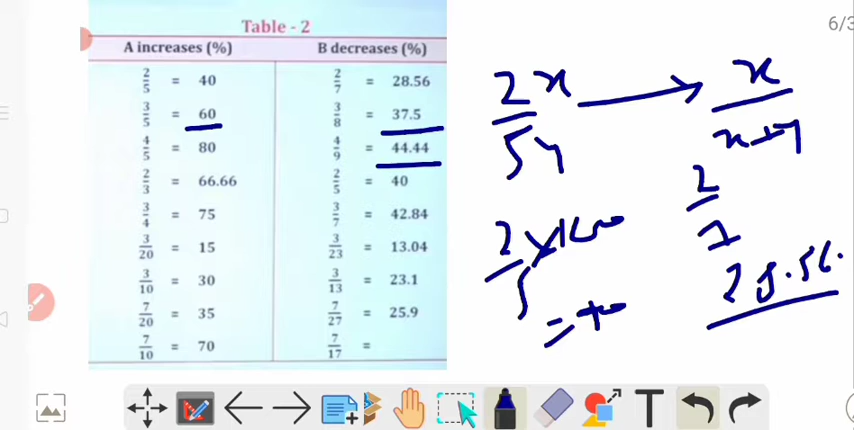 6/3
Table - 2
A increases (%) B decreases (%)
2/5 = 40 2/7 = 28.56
3/5 = 60 3/8 = 37.5
4/5 = 80 4/9 = 44.44
2/3 = 66.66 2/5 = 40
3/4 = 75 3/7 = 42.84
3/20 = 15 3/23 = 13.04
3/10 = 30 3/13 = 23.1
7/20 = 35 7/27 = 25.9
7/10 = 70 7/17 =
2x/5y → x/x+y
2/7
2/5 x 100
28.56.
= 40
T